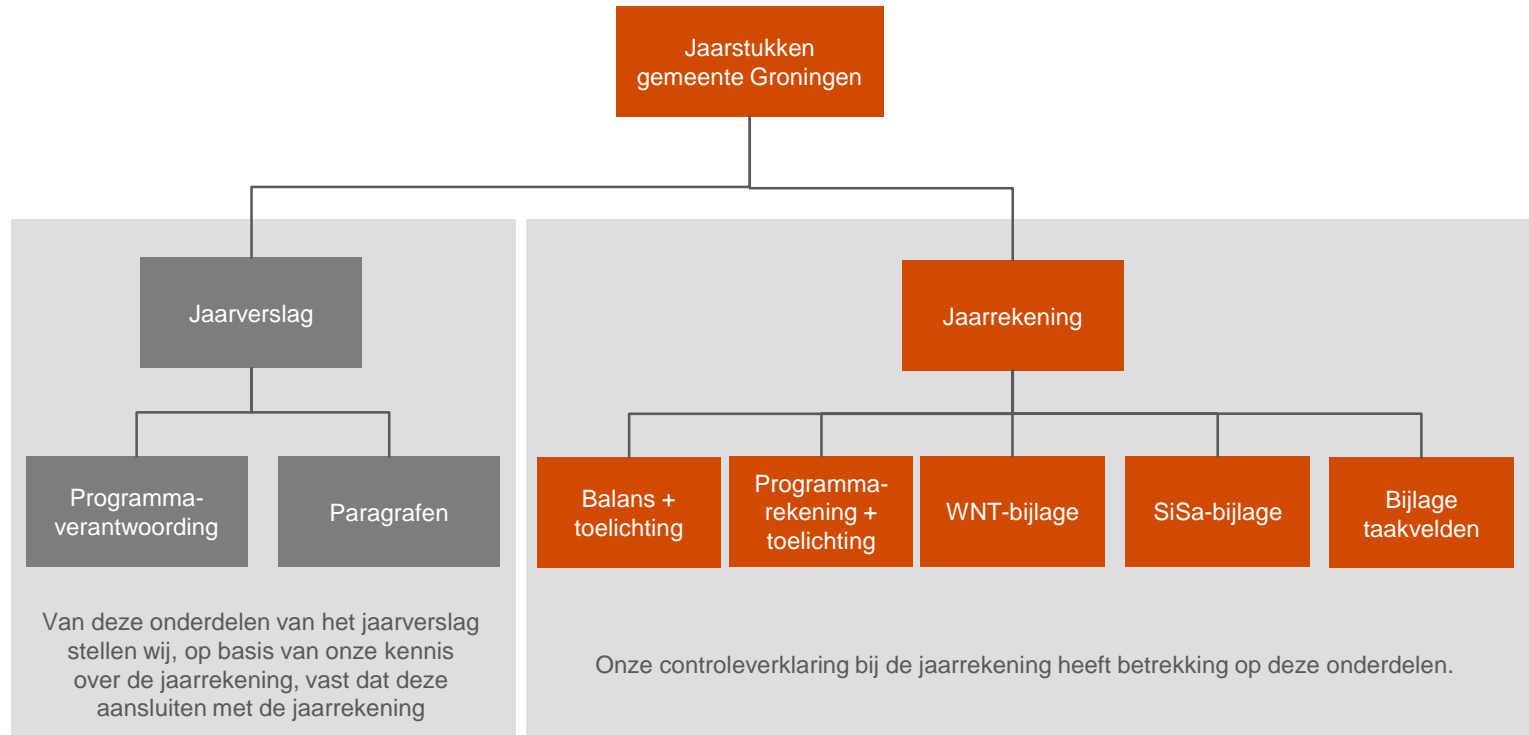 Jaarstukken
gemeente Groningen
Jaarverslag
Jaarrekening
Programma-
verantwoording
Paragrafen
Balans +
toelichting
Programma-
rekening +
toelichting
WNT-bijlage
SiSa-bijlage
Bijlage
taakvelden
Van deze onderdelen van het jaarverslag
stellen wij, op basis van onze kennis
over de jaarrekening, vast dat deze
aansluiten met de jaarrekening
Onze controleverklaring bij de jaarrekening heeft betrekking op deze onderdelen.